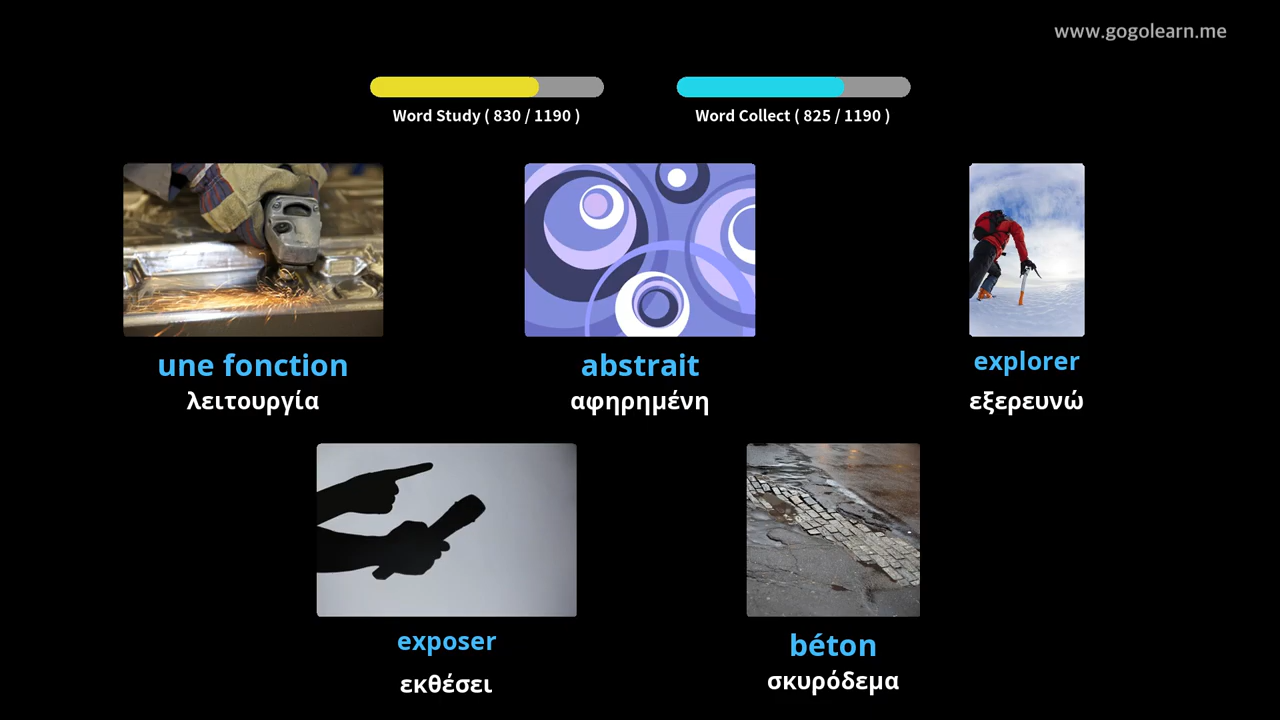 www.gogolearn.me
Word Study ( 830 / 1190 )
Word Collect ( 825 / 1190 )
une fonction
λειτουργία
abstrait
αφηρημένη
explorer
εξερευνώ
exposer
εκθέσει
béton
σκυρόδεμα